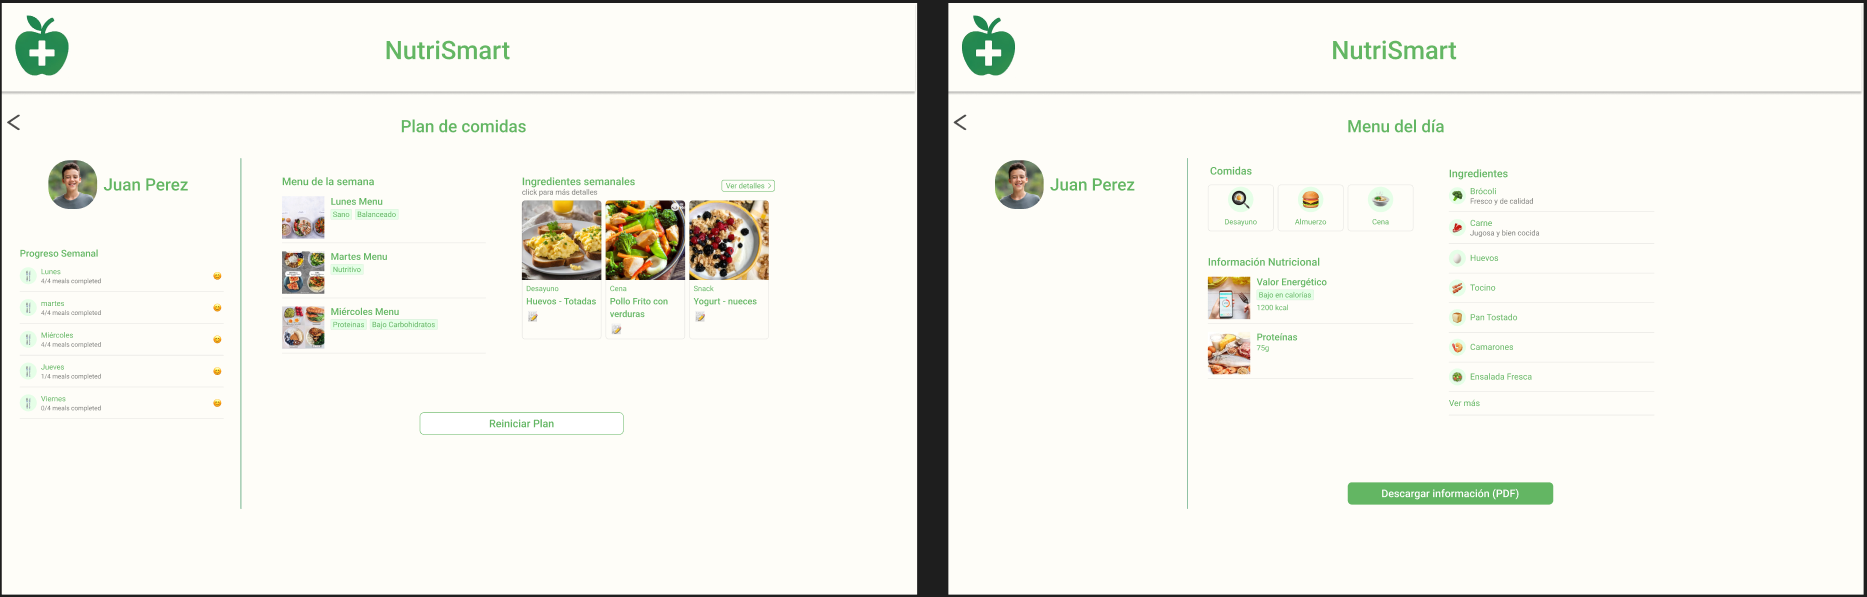 NutriSmart
<
Plan de comidas
Juan Perez
Progreso Semanal
Lunes
4/4 meals completed
martes
4/4 meals completed
Miércoles
4/4 meals completed
Jueves
1/4 meals completed
Viernes
0/4 meals completed
Menu de la semana
Lunes Menu
Sano Balanceado
Martes Menu
Nutritivo
Miércoles Menu
Proteinas Bajo Carbohidratos
Ingredientes semanales
click para más detalles
Ver detalles >
Desayuno
Huevos - Totadas
Cena
Pollo Frito con
verduras
Snack
Yogurt - nueces
Reiniciar Plan
NutriSmart
<
Menu del día
Juan Perez
Comidas
Desayuno
Almuerzo
Cena
Información Nutricional
Valor Energético
Bajo en calorias
1200 kcal
Proteínas
75g
Ingredientes
Brócoli
Fresco y de calidad
Carne
Jugosa y bien cocida
Huevos
Tocino
Pan Tostado
Camarones
Ensalada Fresca
Ver más
Descargar información (PDF)